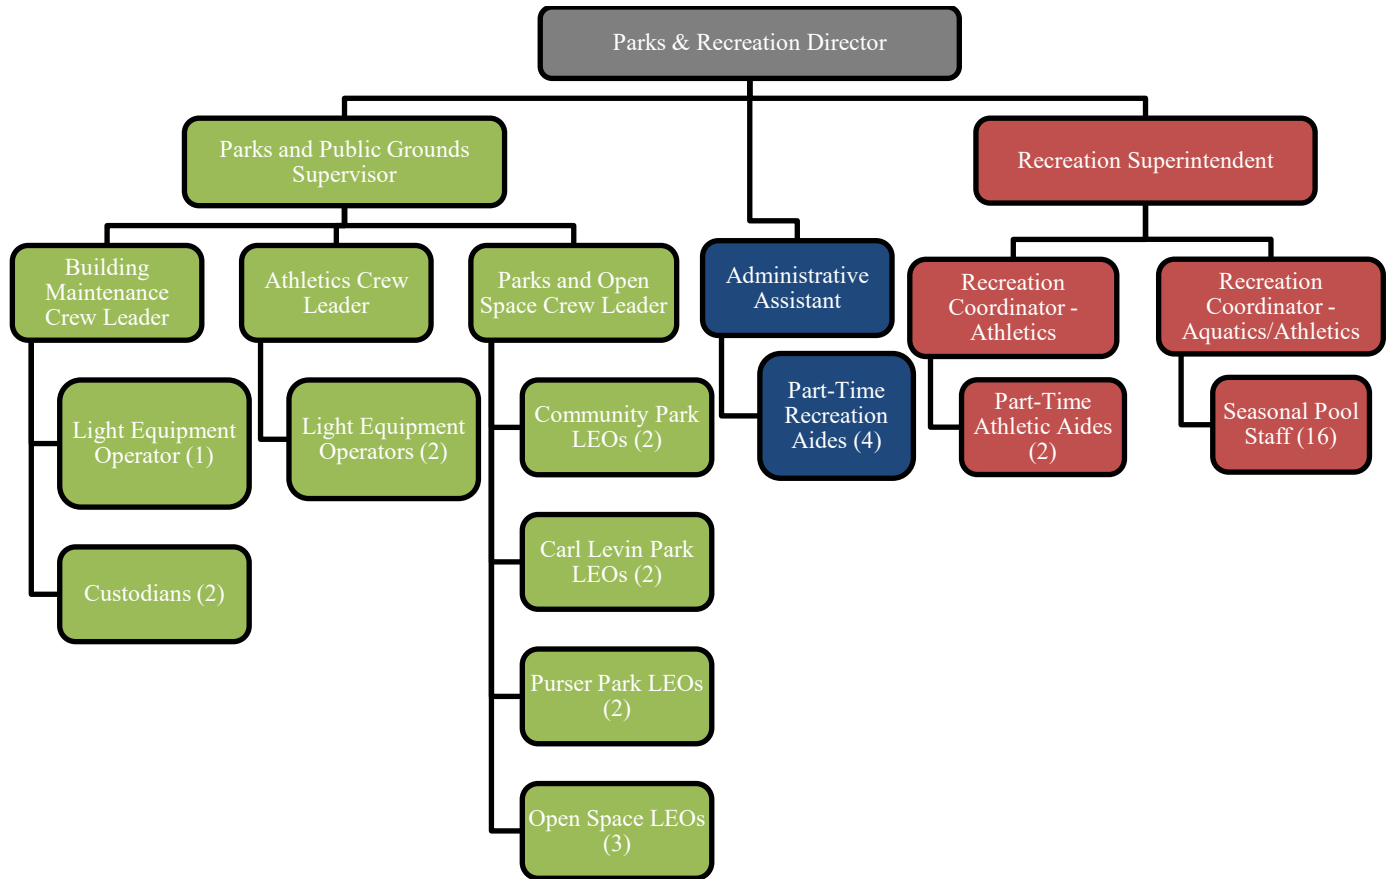 Parks & Recreation Director
Parks and Public Grounds
Supervisor
Recreation Superintendent
Building
Maintenance
Crew Leader
Athletics Crew
Leader
Parks and Open
Space Crew Leader
Administrative
Assistant
Recreation
Coordinator -
Athletics
Recreation
Coordinator -
Aquatics/Athletics
Light Equipment
Operator (1)
Light Equipment
Operators (2)
Community Park
LEOs (2)
Part-Time
Recreation
Aides (4)
Part-Time
Athletic Aides
(2)
Seasonal Pool
Staff (16)
Custodians (2)
Carl Levin Park
LEOs (2)
Purser Park LEOs
(2)
Open Space LEOs
(3)